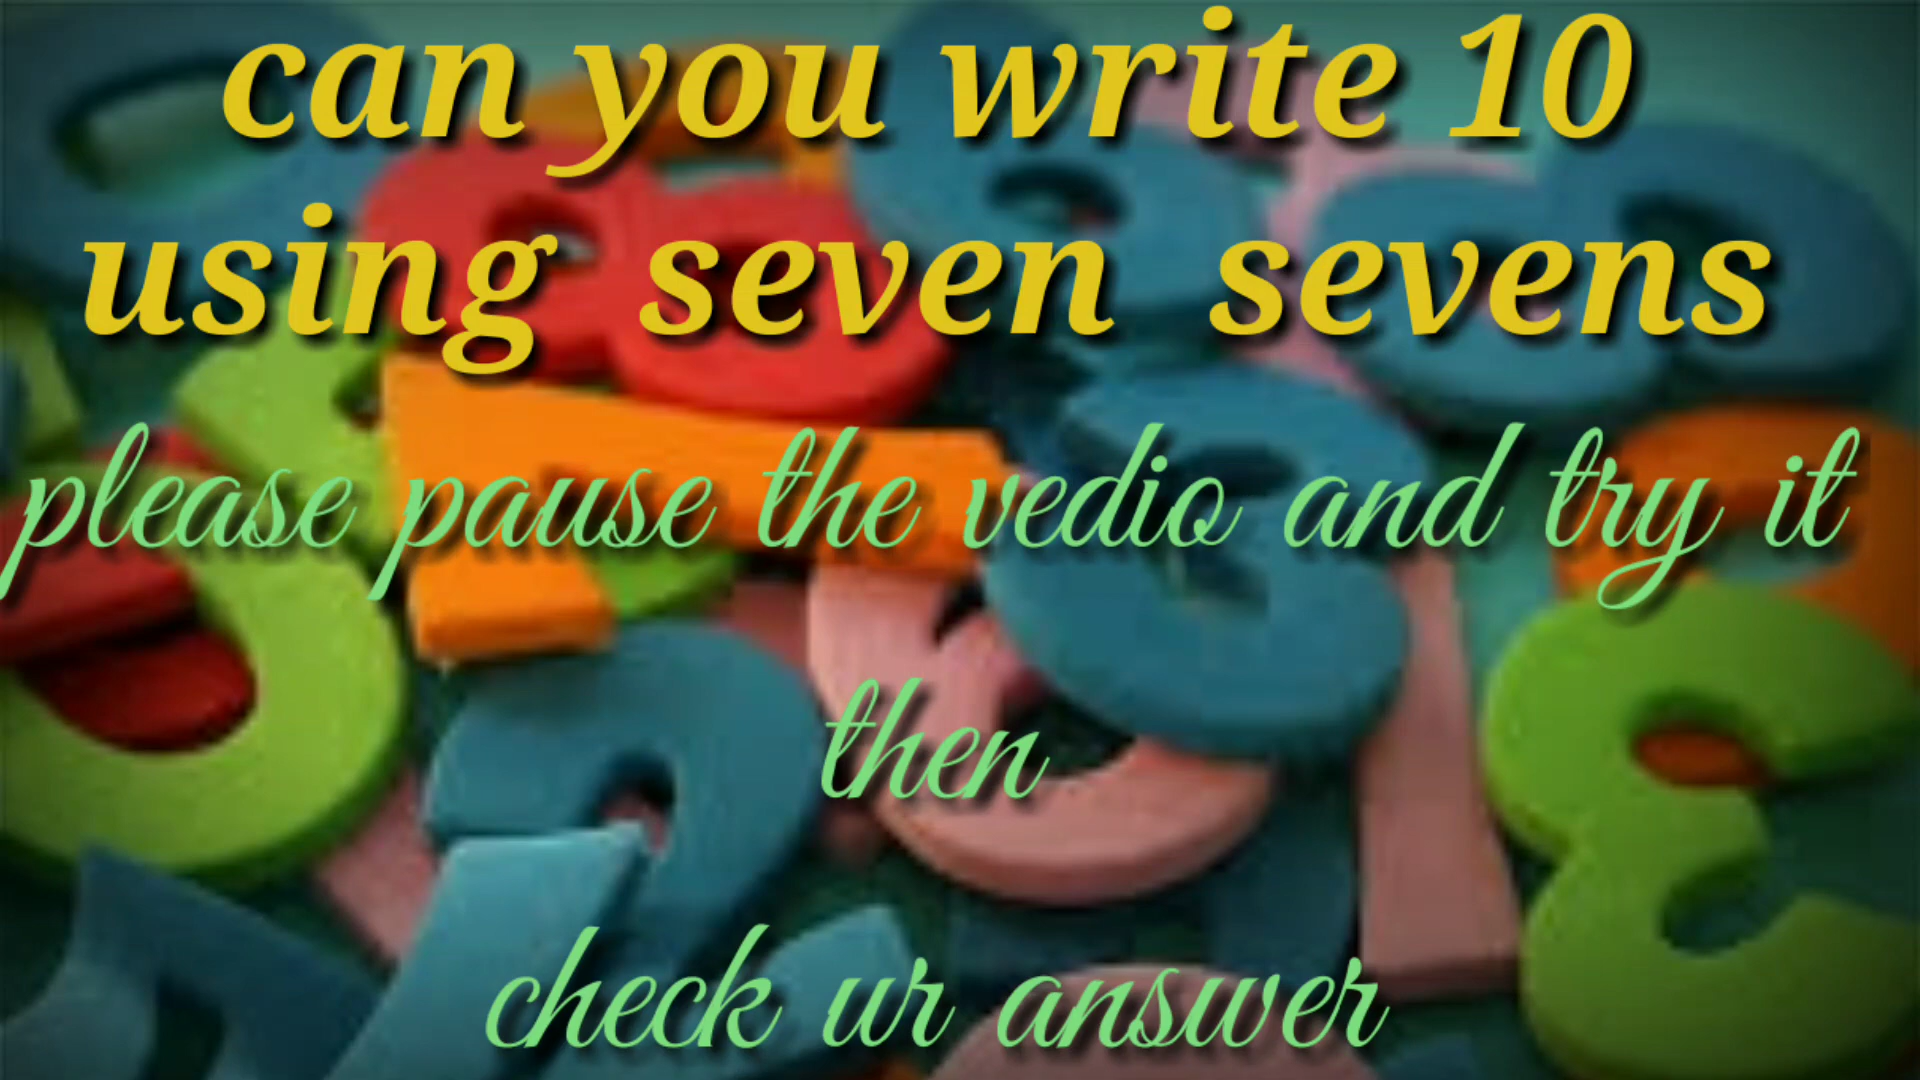 can you write 10
using seven sevens
please pause the vedio and try it
then
check ur answer